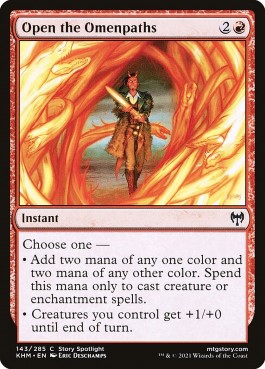 Open the Omenpaths 2
Instant
Choose one —
• Add two mana of any one color and
two mana of any other color. Spend
this mana only to cast creature or
enchantment spells.
• Creatures you control get +1/+0
until end of turn.
143/285 C Story Spotlight
KHM • EN Eric Deschamps
mtgstory.com
™ & © 2021 Wizards of the Coast